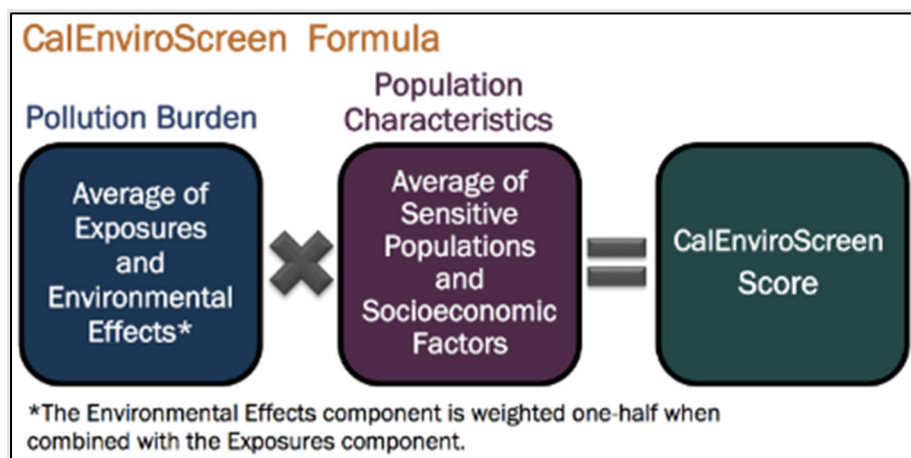 CalEnviroScreen Formula
Pollution Burden
Average of
Exposures
and
Environmental
Effects*
Population
Characteristics
Average of
Sensitive
Populations
and
Socioeconomic
Factors
CalEnviroScreen
Score
*The Environmental Effects component is weighted one-half when
combined with the Exposures component.